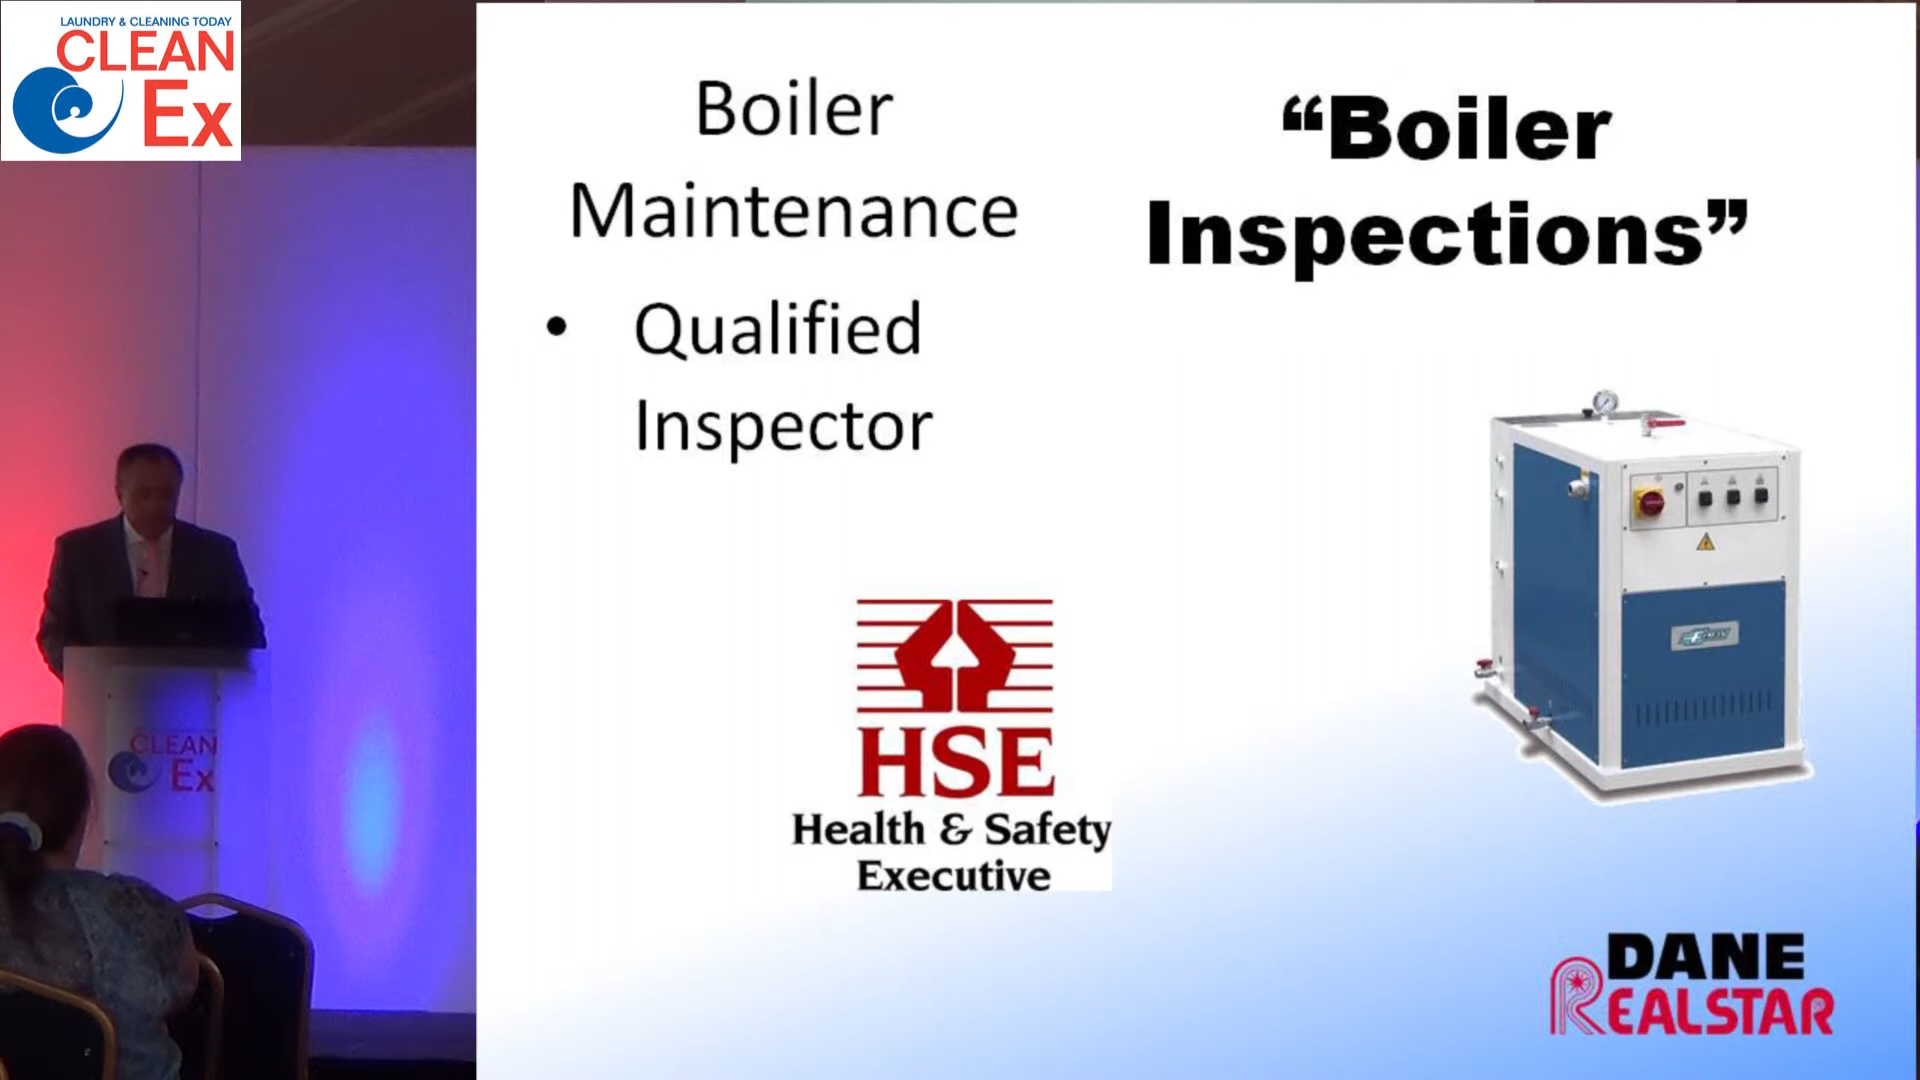 LAUNDRY & CLEANING TODAY
CLEAN
Ex
Boiler
Maintenance
• Qualified
Inspector
“Boiler
Inspections”
HSE
Health & Safety
Executive
DANE
REALSTAR
CLEAN
Ex